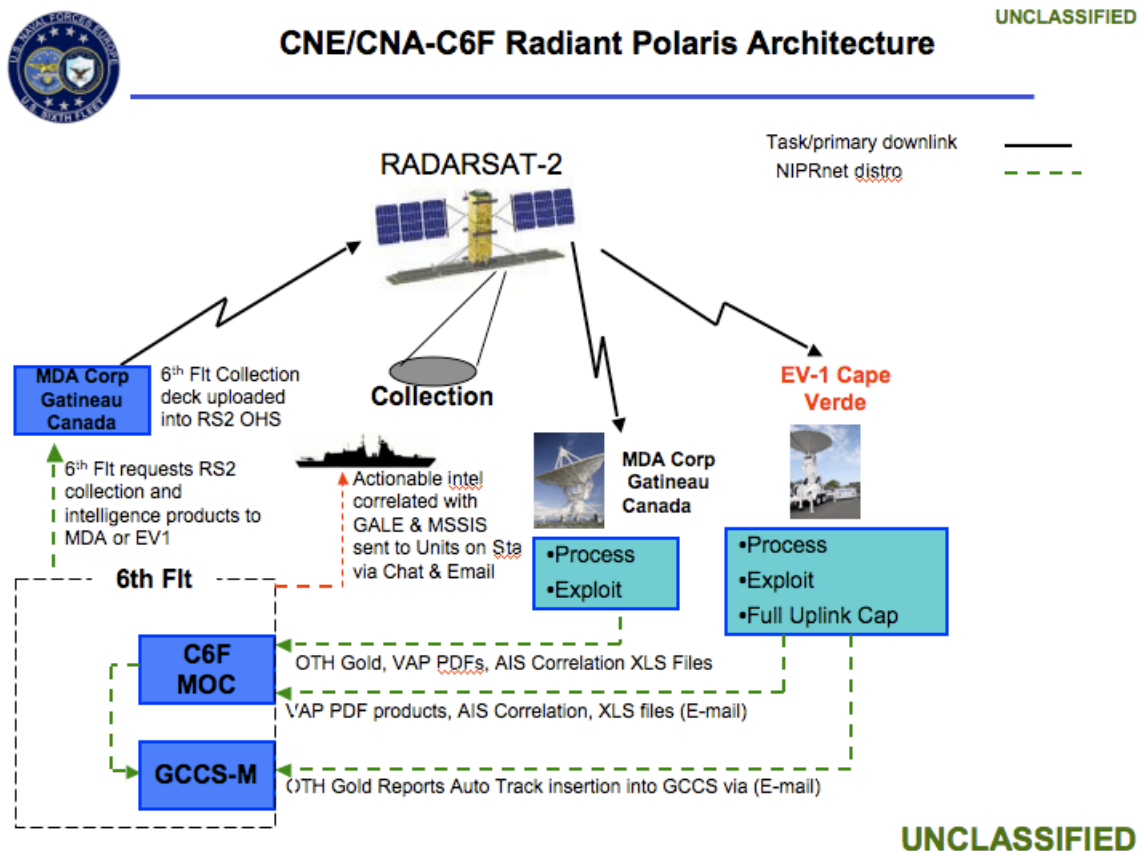 UNCLASSIFIED
U.S. NAVAL FORCES EUROPE
U.S. SIXTH FLEET
CNE/CNA-C6F Radiant Polaris Architecture
Task/primary downlink
NIPRnet distro
RADARSAT-2
MDA Corp
Gatineau
Canada
6th Flt Collection
deck uploaded
into RS2 OHS
Collection
EV-1 Cape
Verde
6th Flt requests RS2
collection and
intelligence products to
MDA or EV1
Actionable intel
correlated with
GALE & MSSIS
sent to Units on Sta
via Chat & Email
MDA Corp
Gatineau
Canada
•Process
•Exploit
•Process
•Exploit
•Full Uplink Cap
6th Flt
C6F
MOC
OTH Gold, VAP PDFs, AIS Correlation XLS Files
VAP PDF products, AIS Correlation, XLS files (E-mail)
GCCS-M
OTH Gold Reports Auto Track insertion into GCCS via (E-mail)
UNCLASSIFIED